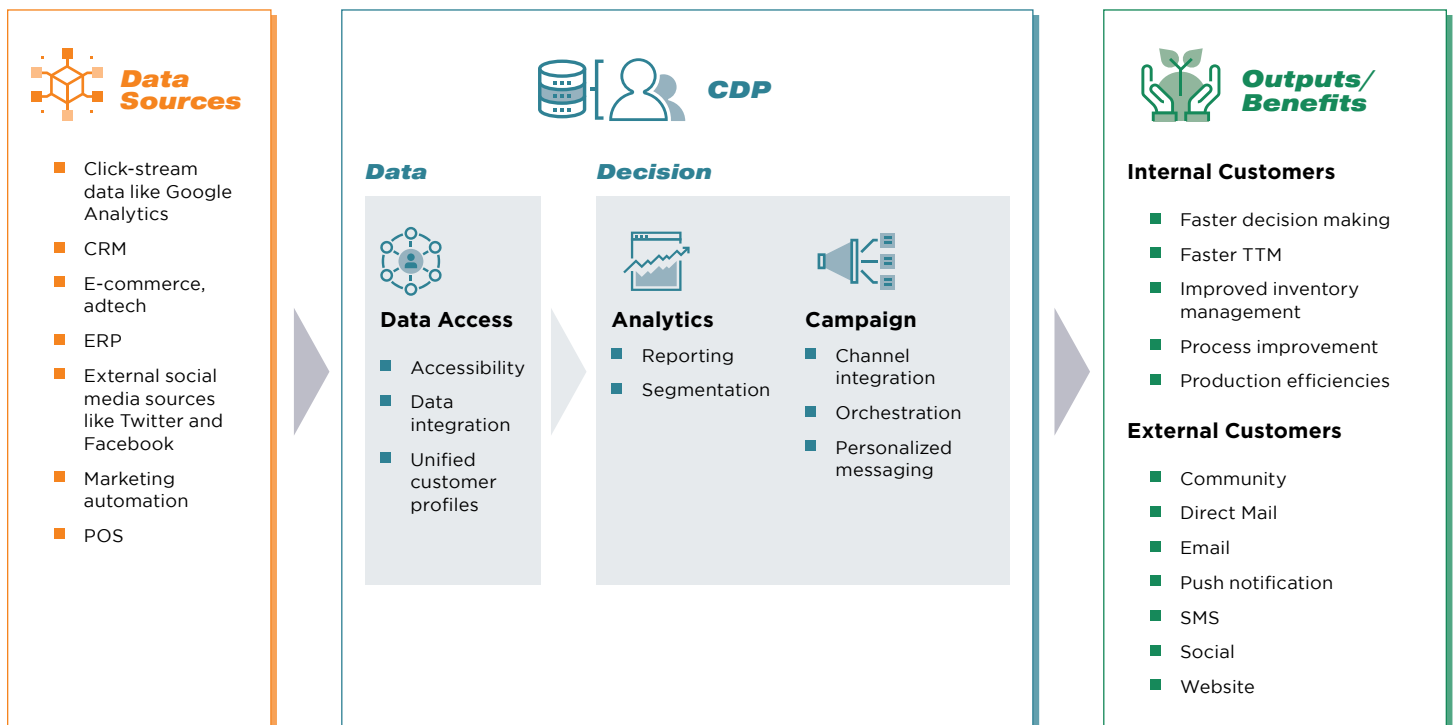 Data
Sources
Click-stream
data like Google
Analytics
CRM
E-commerce,
adtech
ERP
External social
media sources
like Twitter and
Facebook
Marketing
automation
POS
CDP
Data
Data Access
Accessibility
Data
integration
Unified
customer
profiles
Decision
Analytics
Reporting
Segmentation
Campaign
Channel
integration
Orchestration
Personalized
messaging
Outputs/
Benefits
Internal Customers
Faster decision making
Faster TTM
Improved inventory
management
Process improvement
Production efficiencies
External Customers
Community
Direct Mail
Email
Push notification
SMS
Social
Website